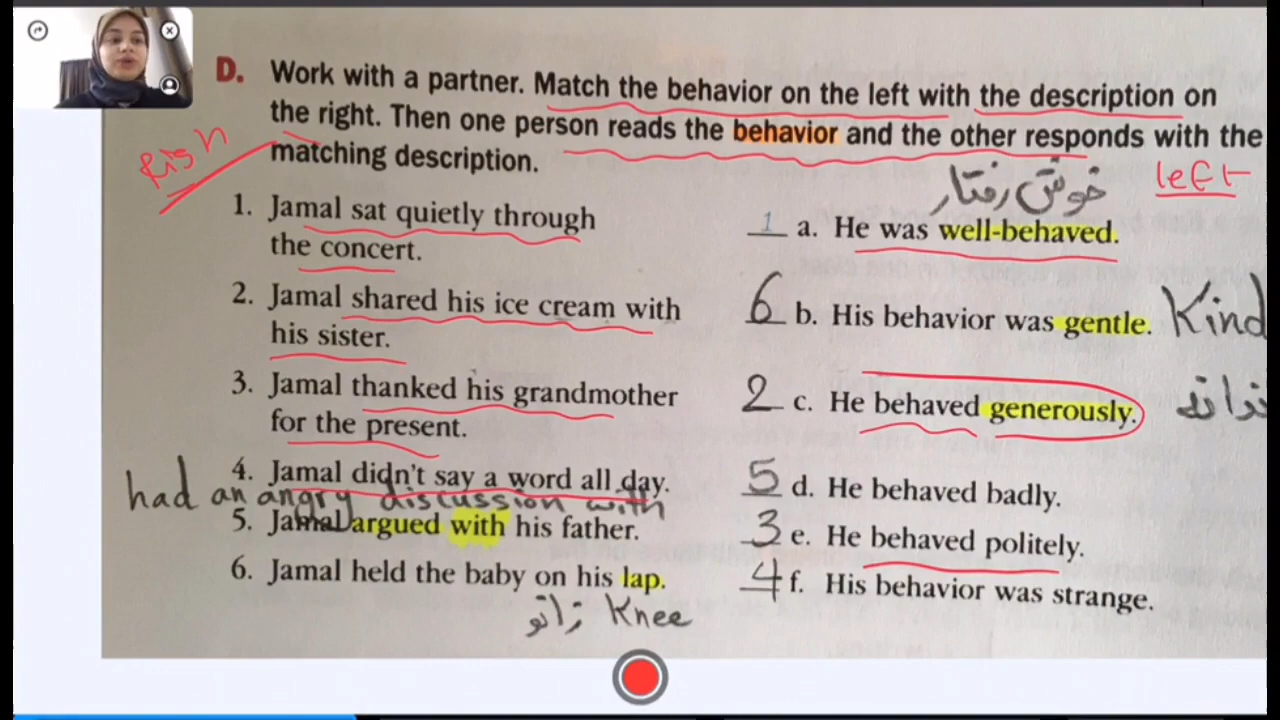 D. Work with a partner. Match the behavior on the left with the description on
the right. Then one person reads the behavior and the other responds with the
matching description.
Rish
left
خوش رفتار
1. Jamal sat quietly through
the concert.
2. Jamal shared his ice cream with
his sister.
3. Jamal thanked his grandmother
for the present.
4. Jamal didn't say a word all day.
had an angry discussion with
5. Jamal argued with his father.
6. Jamal held the baby on his lap.
زانو Knee
1 a. He was well-behaved.
6 b. His behavior was gentle. Kind
2 c. He behaved generously.
5 d. He behaved badly.
3 e. He behaved politely.
4 f. His behavior was strange.